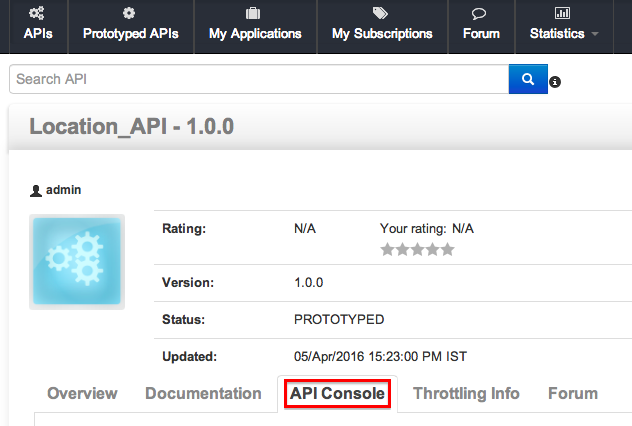 APIs Prototyped APIs My Applications My Subscriptions Forum Statistics
Search API
Location_API - 1.0.0
admin
Rating: N/A Your rating: N/A
Version: 1.0.0
Status: PROTOTYPED
Updated: 05/Apr/2016 15:23:00 PM IST
Overview Documentation API Console Throttling Info Forum